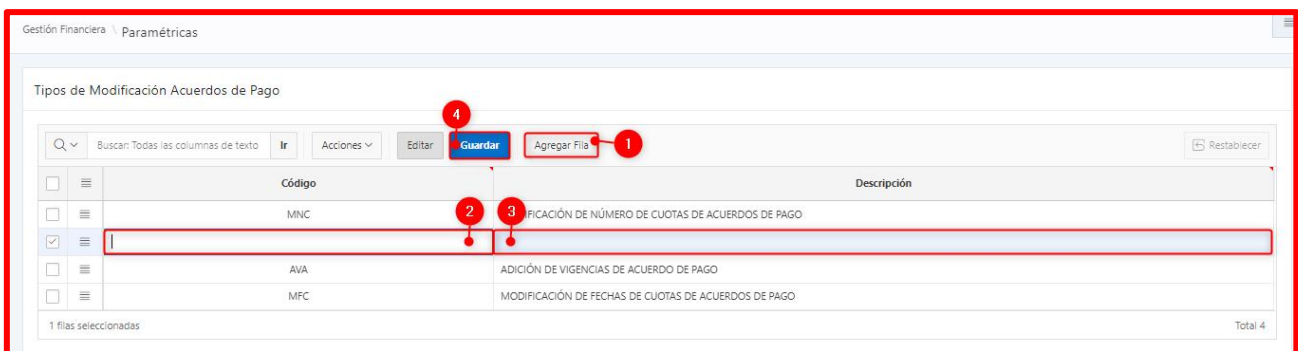 Gestión Financiera \ Paramétricas
Tipos de Modificación Acuerdos de Pago
4
Buscar: Todas las columnas de texto Ir Acciones Editar Guardar Agregar Fila 1 Restablecer
Código Descripción
MNC 2 3 IFICACIÓN DE NÚMERO DE CUOTAS DE ACUERDOS DE PAGO
AVA ADICIÓN DE VIGENCIAS DE ACUERDO DE PAGO
MFC MODIFICACIÓN DE FECHAS DE CUOTAS DE ACUERDOS DE PAGO
1 filas seleccionadas Total 4